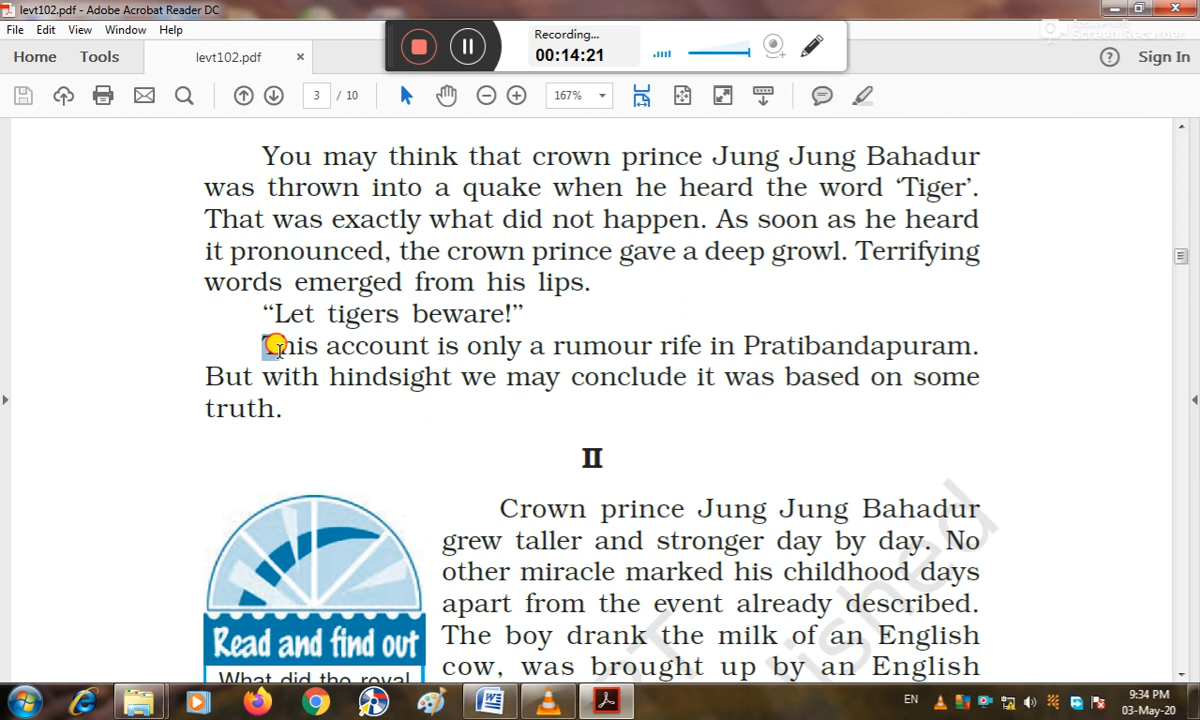 levt102.pdf - Adobe Acrobat Reader DC
File Edit View Window Help
Recording...
00:14:21
Screen Recorder
Home Tools levt102.pdf × Sign In
3 / 10 167%
You may think that crown prince Jung Jung Bahadur
was thrown into a quake when he heard the word ‘Tiger’.
That was exactly what did not happen. As soon as he heard
it pronounced, the crown prince gave a deep growl. Terrifying
words emerged from his lips.
“Let tigers beware!”
This account is only a rumour rife in Pratibandapuram.
But with hindsight we may conclude it was based on some
truth.
II
Crown prince Jung Jung Bahadur
grew taller and stronger day by day. No
other miracle marked his childhood days
apart from the event already described.
The boy drank the milk of an English
cow, was brought up by an English
Read and find out
What did the royal
EN 9:34 PM
03-May-20